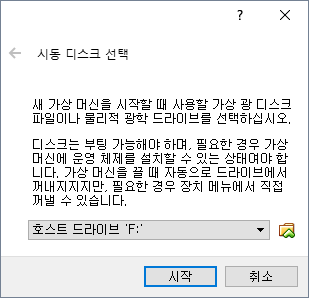 시동 디스크 선택
새 가상 머신을 시작할 때 사용할 가상 광 디스크
파일이나 물리적 광학 드라이브를 선택하십시오.
디스크는 부팅 가능해야 하며, 필요한 경우 가상
머신에 운영 체제를 설치할 수 있는 상태여야 합
니다. 가상 머신을 끌 때 자동으로 드라이브에서
꺼내지지지만, 필요한 경우 장치 메뉴에서 직접
꺼낼 수 있습니다.
호스트 드라이브 'F:'
시작 취소